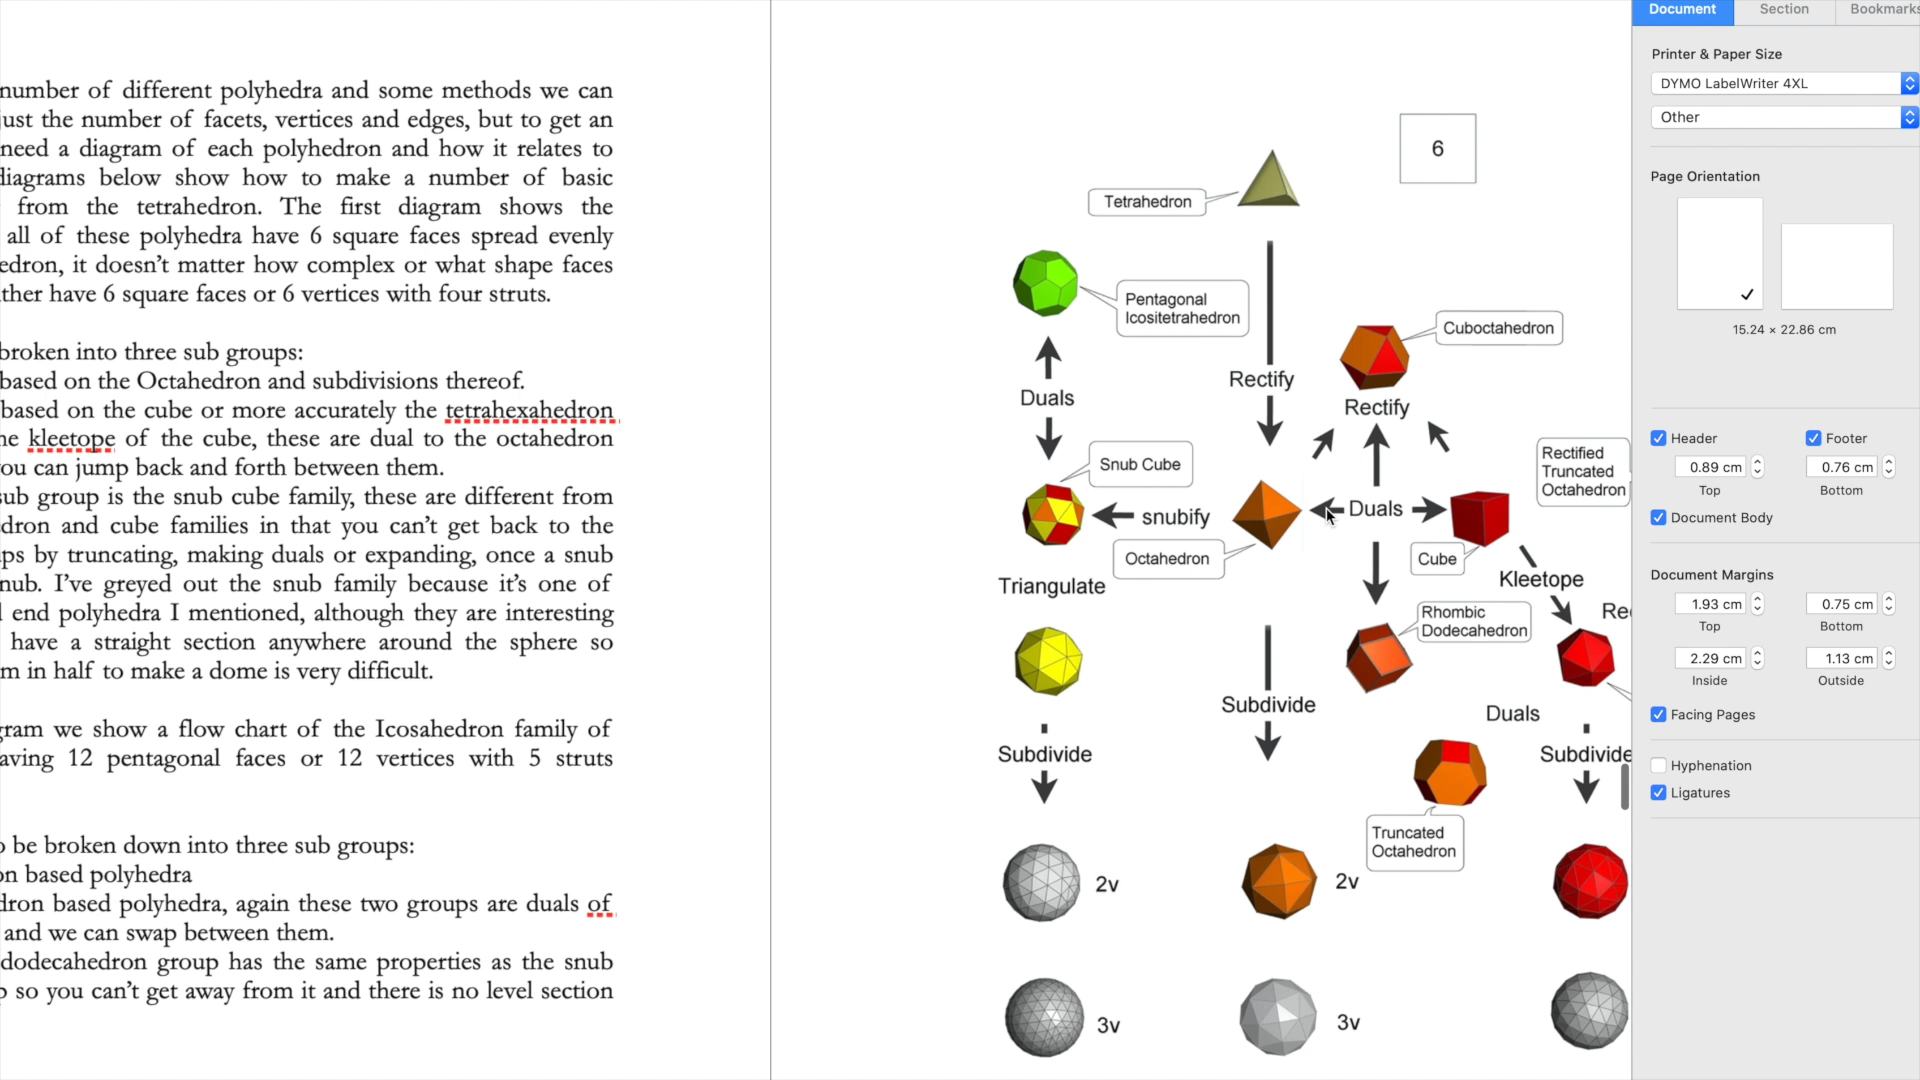 number of different polyhedra and some methods we can
just the number of facets, vertices and edges, but to get an
need a diagram of each polyhedron and how it relates to
diagrams below show how to make a number of basic
from the tetrahedron. The first diagram shows the
all of these polyhedra have 6 square faces spread evenly
edron, it doesn't matter how complex or what shape faces
ther have 6 square faces or 6 vertices with four struts.
broken into three sub groups:
based on the Octahedron and subdivisions thereof.
based on the cube or more accurately the tetrahexahedron
ne kleetope of the cube, these are dual to the octahedron
you can jump back and forth between them.
sub group is the snub cube family, these are different from
edron and cube families in that you can't get back to the
ps by truncating, making duals or expanding, once a snub
nub. I've greyed out the snub family because it's one of
l end polyhedra I mentioned, although they are interesting
have a straight section anywhere around the sphere so
m in half to make a dome is very difficult.
gram we show a flow chart of the Icosahedron family of
aving 12 pentagonal faces or 12 vertices with 5 struts
o be broken down into three sub groups:
on based polyhedra
dron based polyhedra, again these two groups are duals of
and we can swap between them.
dodecahedron group has the same properties as the snub
p so you can't get away from it and there is no level section
6
Tetrahedron
Pentagonal
Icositetrahedron
Cuboctahedron
Rectify
Duals
Rectify
Snub Cube
Rectified
Truncated
Octahedron
snubify
Duals
Octahedron
Cube
Triangulate
Kleetope
Rhombic
Dodecahedron
Rec
Subdivide
Duals
Subdivide
Subdivide
Truncated
Octahedron
2v
2v
3v
3v
Document
Section
Bookmarks
Printer & Paper Size
DYMO LabelWriter 4XL
Other
Page Orientation
15.24 × 22.86 cm
Header
Footer
0.89 cm
0.76 cm
Top
Bottom
Document Body
Document Margins
1.93 cm
0.75 cm
Top
Bottom
2.29 cm
1.13 cm
Inside
Outside
Facing Pages
Hyphenation
Ligatures